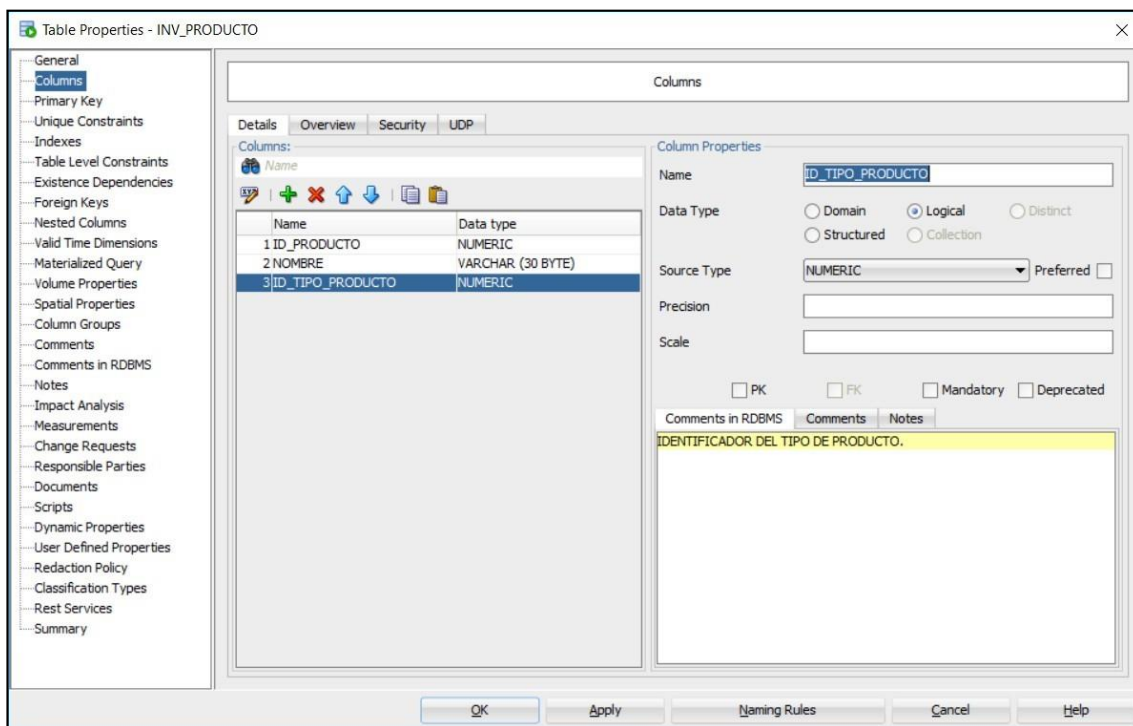 Table Properties - INV_PRODUCTO
General
Columns
Primary Key
Unique Constraints
Indexes
Table Level Constraints
Existence Dependencies
Foreign Keys
Nested Columns
Valid Time Dimensions
Materialized Query
Volume Properties
Spatial Properties
Column Groups
Comments
Comments in RDBMS
Notes
Impact Analysis
Measurements
Change Requests
Responsible Parties
Documents
Scripts
Dynamic Properties
User Defined Properties
Redaction Policy
Classification Types
Rest Services
Summary
Columns
Details Overview Security UDP
Columns:
Name
Name Data type
1 ID_PRODUCTO NUMERIC
2 NOMBRE VARCHAR (30 BYTE)
3 ID_TIPO_PRODUCTO NUMERIC
Column Properties
Name ID_TIPO_PRODUCTO
Data Type Domain Logical Distinct
Structured Collection
Source Type NUMERIC Preferred
Precision
Scale
PK FK Mandatory Deprecated
Comments in RDBMS Comments Notes
IDENTIFICADOR DEL TIPO DE PRODUCTO.
OK Apply Naming Rules Cancel Help